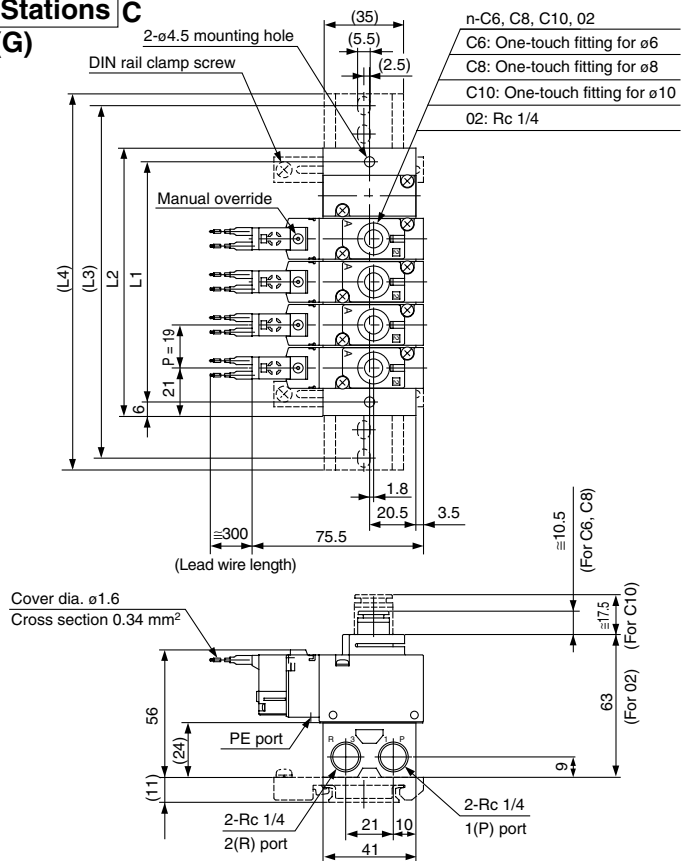 Stations C
(G)
2-ø4.5 mounting hole
DIN rail clamp screw
(35)
(5.5)
(2.5)
n-C6, C8, C10, 02
C6: One-touch fitting for ø6
C8: One-touch fitting for ø8
C10: One-touch fitting for ø10
02: Rc 1/4
Manual override
(L4)
(L3)
L2
L1
P = 19
21
6
A
A
A
A
1.8
20.5
3.5
≅300
75.5
(Lead wire length)
≅10.5
(For C6, C8)
≅17.5
(For C10)
63
(For 02)
Cover dia. ø1.6
Cross section 0.34 mm²
56
(24)
(11)
PE port
R
3
1
P
9
2-Rc 1/4
2(R) port
21
10
41
2-Rc 1/4
1(P) port